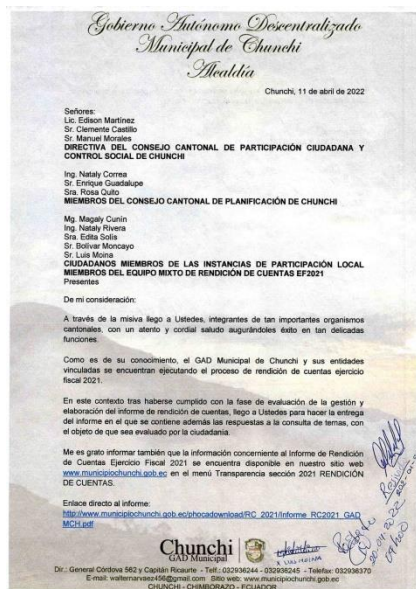 Gobierno Autónomo Descentralizado
Municipal de Chunchi
Alcaldía
Chunchi, 11 de abril de 2022
Señores:
Lic. Edison Martínez
Sr. Clemente Castillo
Sr. Manuel Morales
DIRECTIVA DEL CONSEJO CANTONAL DE PARTICIPACIÓN CIUDADANA Y
CONTROL SOCIAL DE CHUNCHI
Ing. Nataly Correa
Sr. Enrique Guadalupe
Sra. Rosa Quito
MIEMBROS DEL CONSEJO CANTONAL DE PLANIFICACIÓN DE CHUNCHI
Mg. Magaly Cunin
Ing. Nataly Rivera
Sra. Edita Solís
Sr. Bolívar Moncayo
Sr. Luis Moina
CIUDADANOS MIEMBROS DE LAS INSTANCIAS DE PARTICIPACIÓN LOCAL
MIEMBROS DEL EQUIPO MIXTO DE RENDICIÓN DE CUENTAS EF2021
Presentes
De mi consideración:
A través de la misiva llego a Ustedes, integrantes de tan importantes organismos
cantonales, con un atento y cordial saludo augurándoles éxito en tan delicadas
funciones.
Como es de su conocimiento, el GAD Municipal de Chunchi y sus entidades
vinculadas se encuentran ejecutando el proceso de rendición de cuentas ejercicio
fiscal 2021.
En este contexto tras haberse cumplido con la fase de evaluación de la gestión y
elaboración del informe de rendición de cuentas, llego a Ustedes para hacer la entrega
del informe en el que se contiene además las respuestas a la consulta de temas, con
el objeto de que sea evaluado por la ciudadanía.
Me es grato informar también que la información concerniente al Informe de Rendición
de Cuentas Ejercicio Fiscal 2021 se encuentra disponible en nuestro sitio web
www.municipiochunchi.gob.ec en el menú Transparencia sección 2021 RENDICIÓN
DE CUENTAS.
Enlace directo al informe:
http://www.municipiochunchi.gob.ec/phocadownload/RC_2021/Informe_RC2021_GAD
MCH.pdf
Chunchi
GAD Municipal
Dir.: General Córdova 562 y Capitán Ricaurte - Telf.: 032936244 - 032936245 - Telefax: 032936370
E-mail: walternarvaez456@gmail.com Sitio web: www.municipiochunchi.gob.ec
CHUNCHI - CHIMBORAZO - ECUADOR